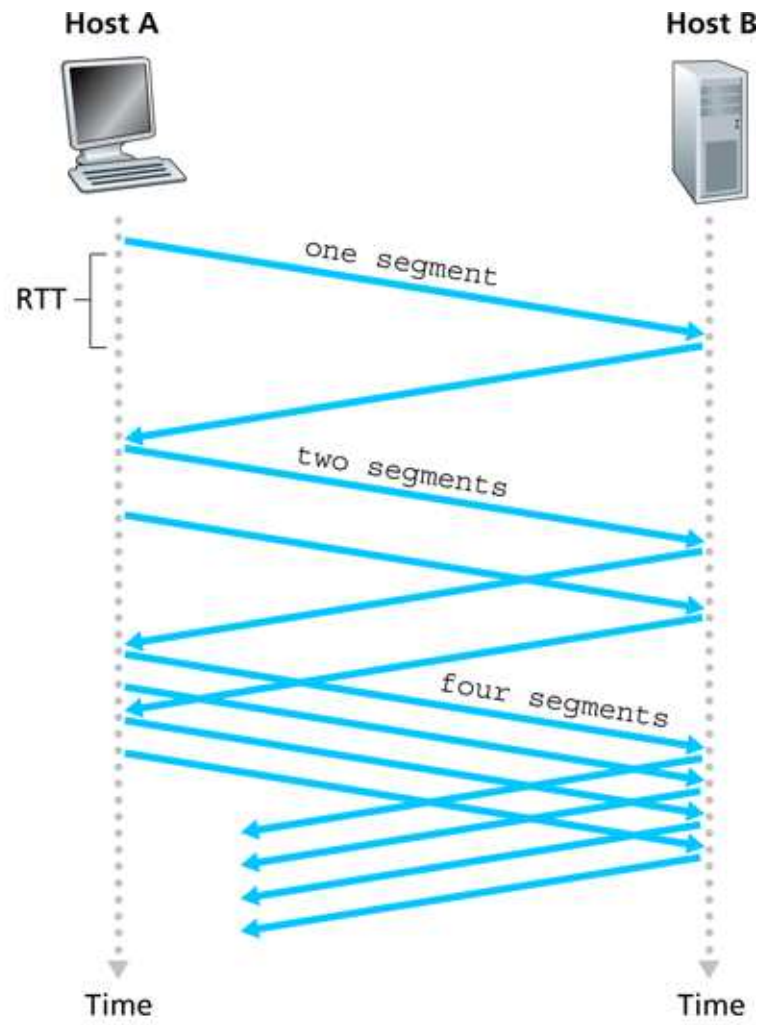 Host A
Host B
one segment
RTT
two segments
four segments
Time
Time